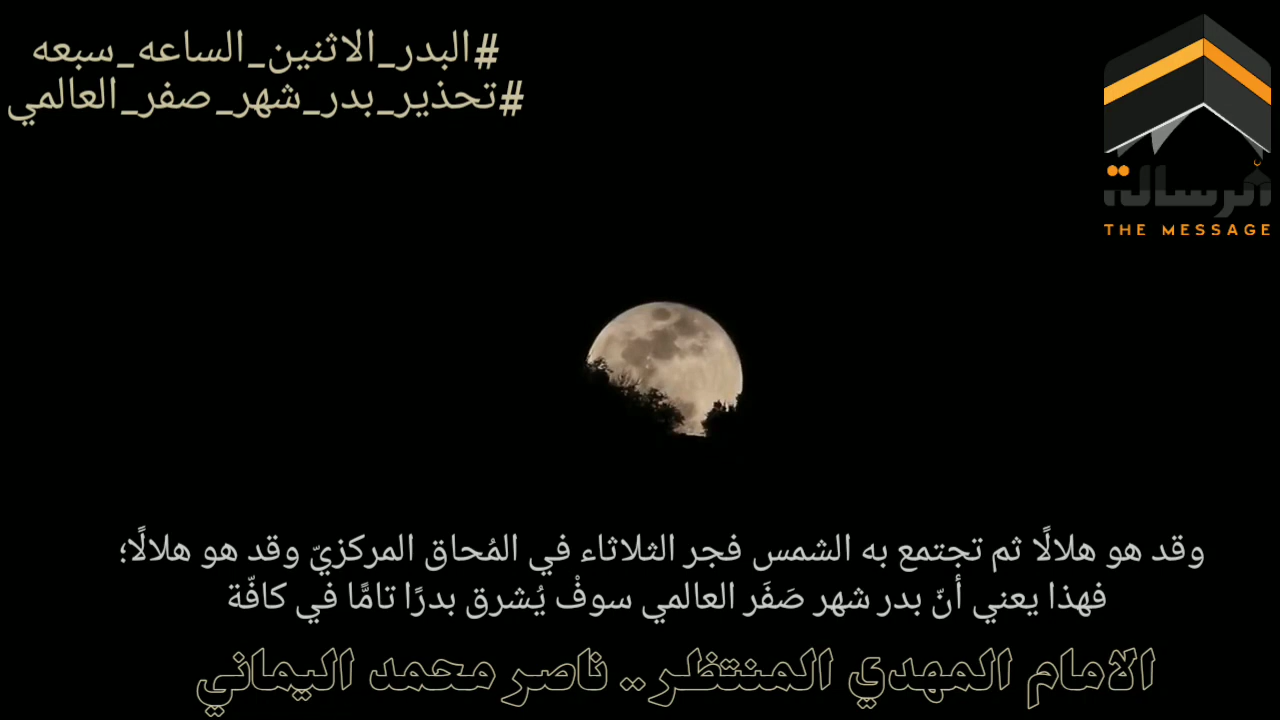 #البدر_الاثنين_الساعه_سبعه
#تحذير_بدر_شهر_صفر_العالمي
الرسالة
THE MESSAGE
وقد هو هلالًا ثم تجتمع به الشمس فجر الثلاثاء في المُحاق المركزيّ وقد هو هلالًا؛
فهذا يعني أنّ بدر شهر صَفَر العالمي سوفْ يُشرق بدرًا تامًّا في كافّة
الامام المهدي المنتظر .. ناصر محمد اليماني